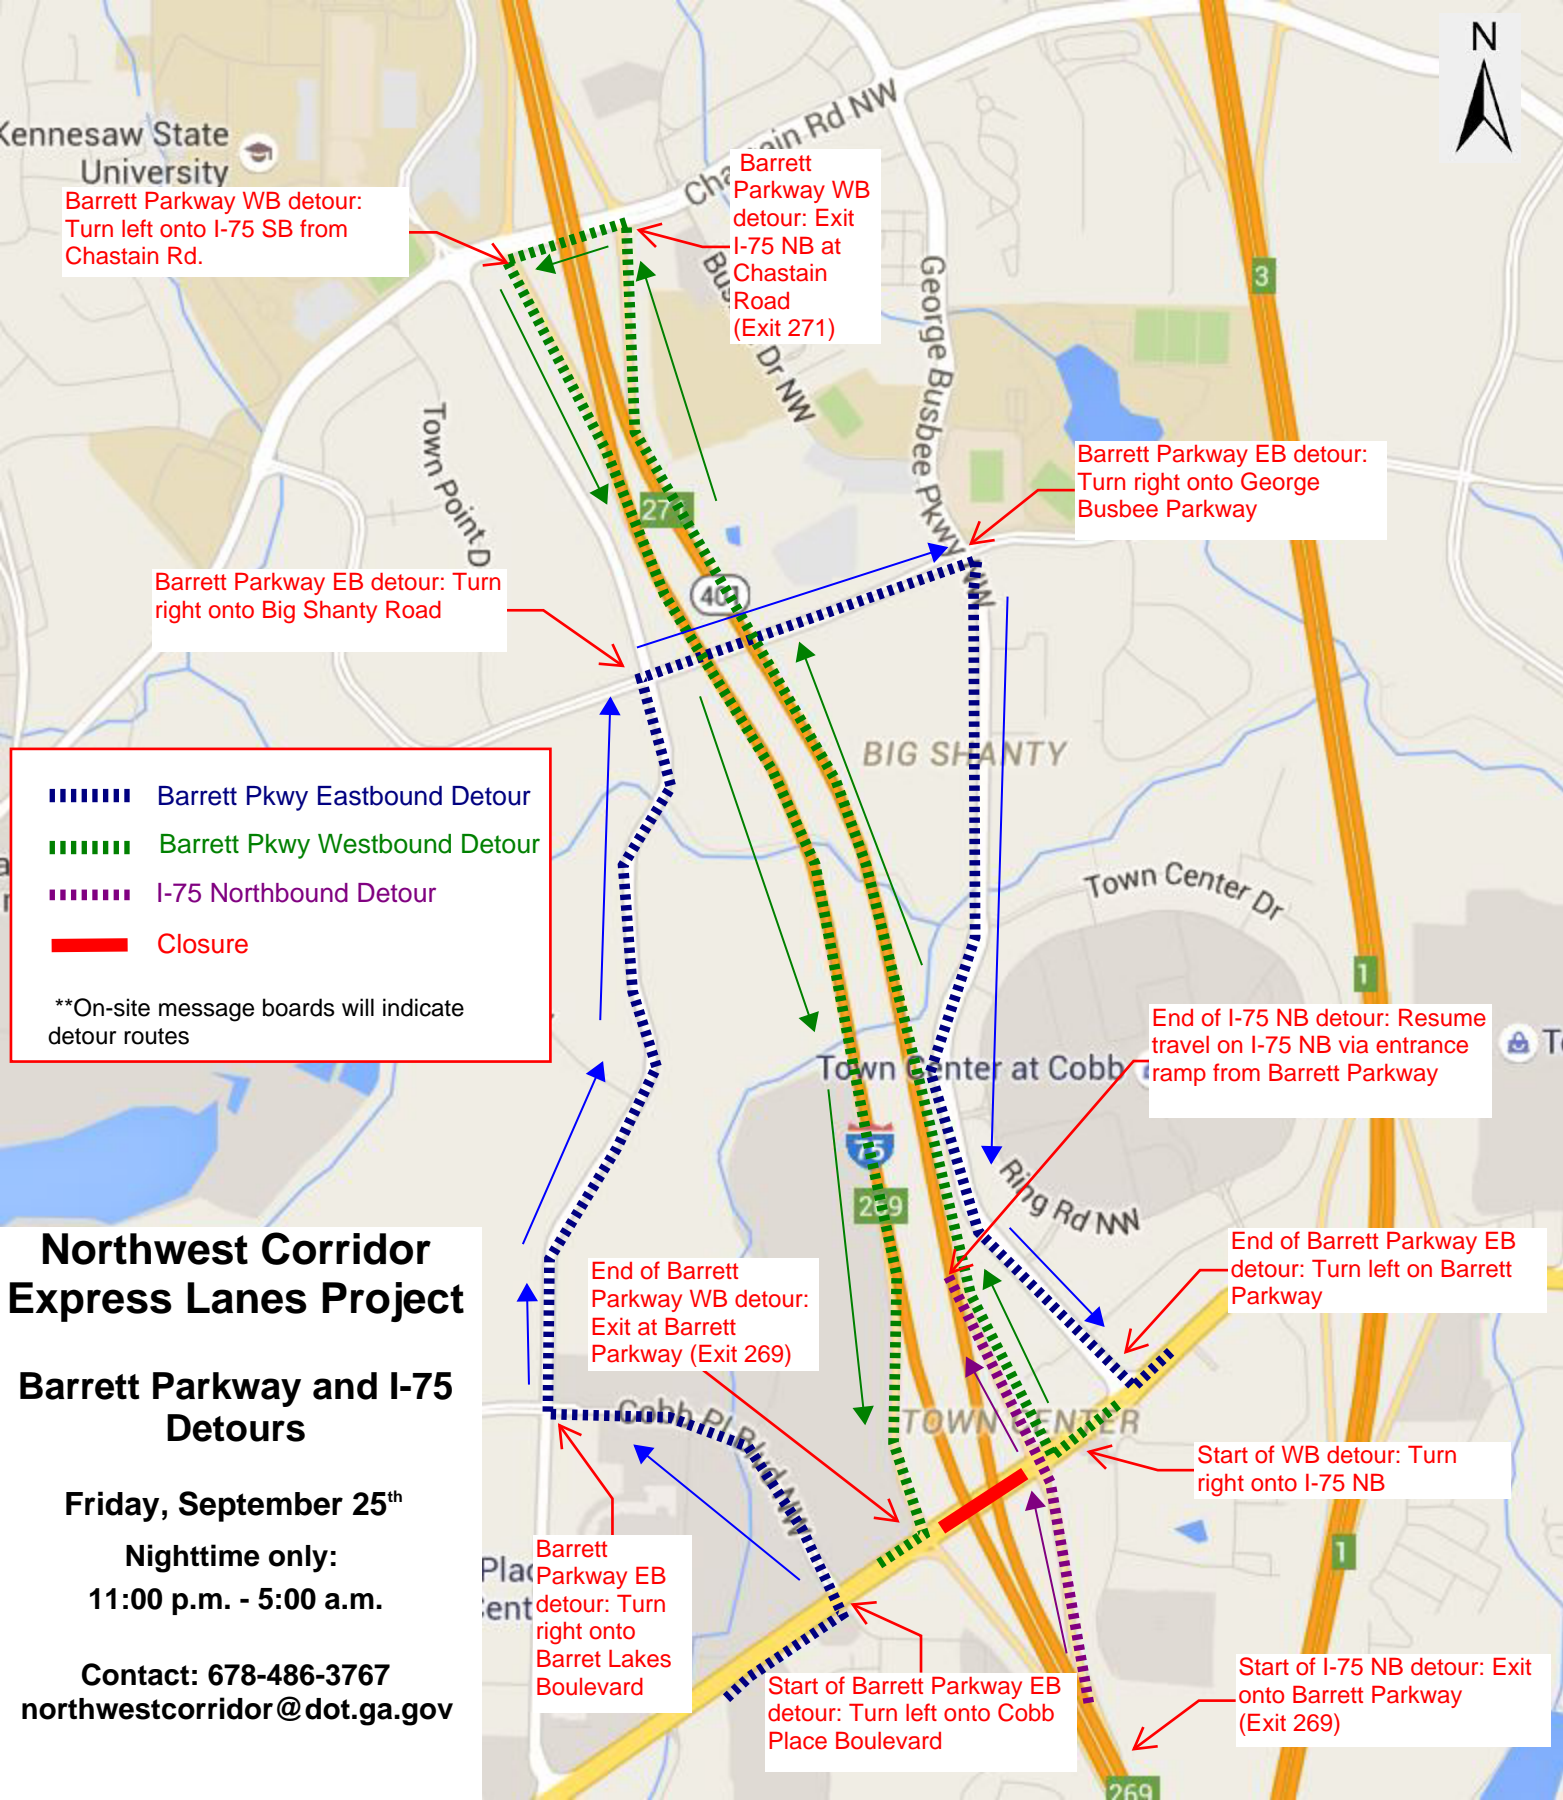 N
Kennesaw State
University
Chastain Rd NW
Barrett Parkway WB detour:
Turn left onto I-75 SB from
Chastain Rd.
Barrett
Parkway WB
detour: Exit
I-75 NB at
Chastain
Road
(Exit 271)
Dr NW
George Busbee Pkwy NW
3
Town Point D
Barrett Parkway EB detour:
Turn right onto George
Busbee Parkway
401
Barrett Parkway EB detour: Turn
right onto Big Shanty Road
BIG SHANTY
Barrett Pkwy Eastbound Detour
Barrett Pkwy Westbound Detour
I-75 Northbound Detour
Closure
**On-site message boards will indicate
detour routes
Town Center Dr
1
End of I-75 NB detour: Resume
travel on I-75 NB via entrance
ramp from Barrett Parkway
Town Center at Cobb
75
269
Ring Rd NW
Northwest Corridor
Express Lanes Project
Barrett Parkway and I-75
Detours
Friday, September 25th
Nighttime only:
11:00 p.m. - 5:00 a.m.
Contact: 678-486-3767
northwestcorridor@dot.ga.gov
End of Barrett
Parkway WB detour:
Exit at Barrett
Parkway (Exit 269)
End of Barrett Parkway EB
detour: Turn left on Barrett
Parkway
Cobb Pl Blvd NW
TOWN CENTER
Start of WB detour: Turn
right onto I-75 NB
1
Barrett
Parkway EB
detour: Turn
right onto
Barret Lakes
Boulevard
Start of Barrett Parkway EB
detour: Turn left onto Cobb
Place Boulevard
Start of I-75 NB detour: Exit
onto Barrett Parkway
(Exit 269)
269